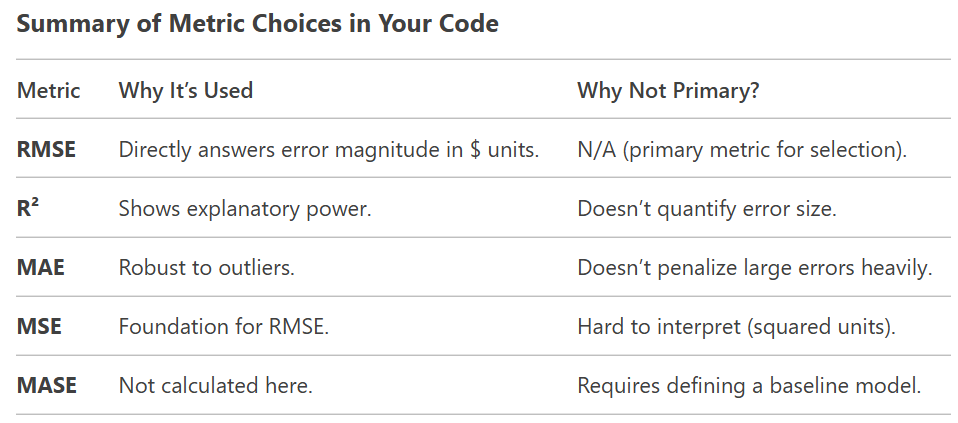 Summary of Metric Choices in Your Code
Metric Why It’s Used Why Not Primary?
RMSE Directly answers error magnitude in $ units. N/A (primary metric for selection).
R² Shows explanatory power. Doesn’t quantify error size.
MAE Robust to outliers. Doesn’t penalize large errors heavily.
MSE Foundation for RMSE. Hard to interpret (squared units).
MASE Not calculated here. Requires defining a baseline model.